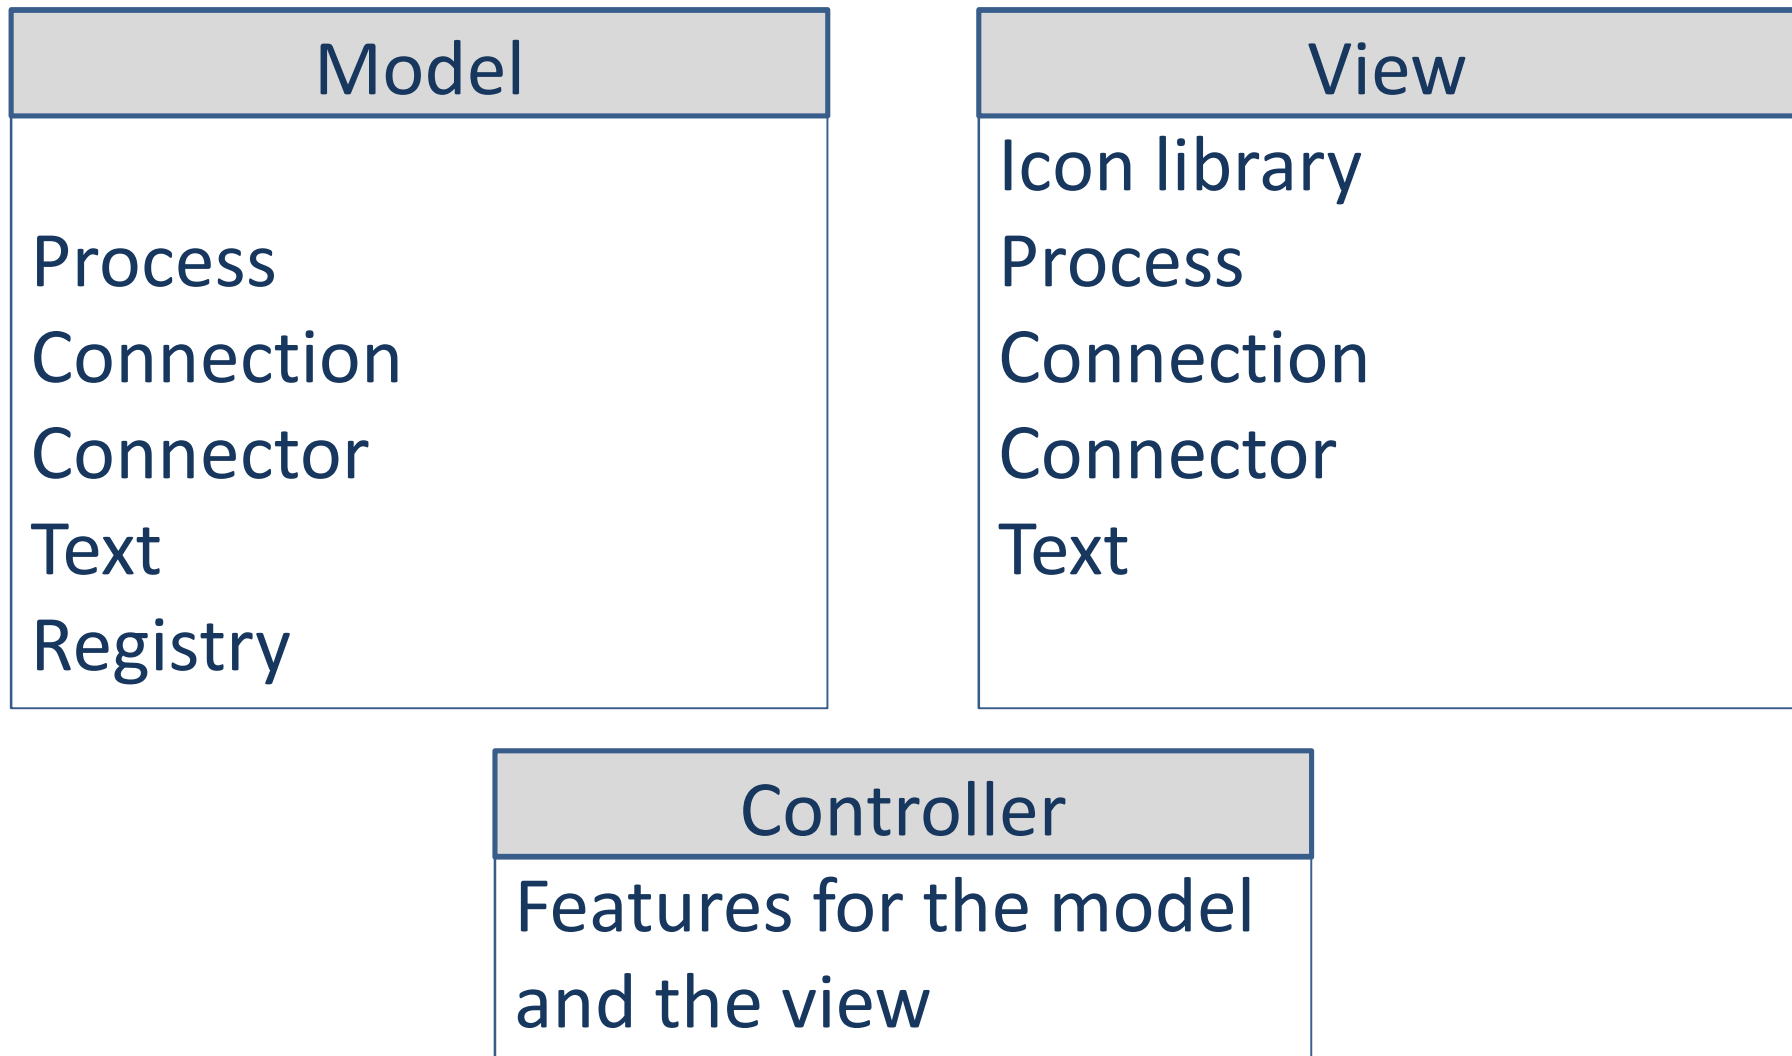 Model
Process
Connection
Connector
Text
Registry
View
Icon library
Process
Connection
Connector
Text
Controller
Features for the model
and the view